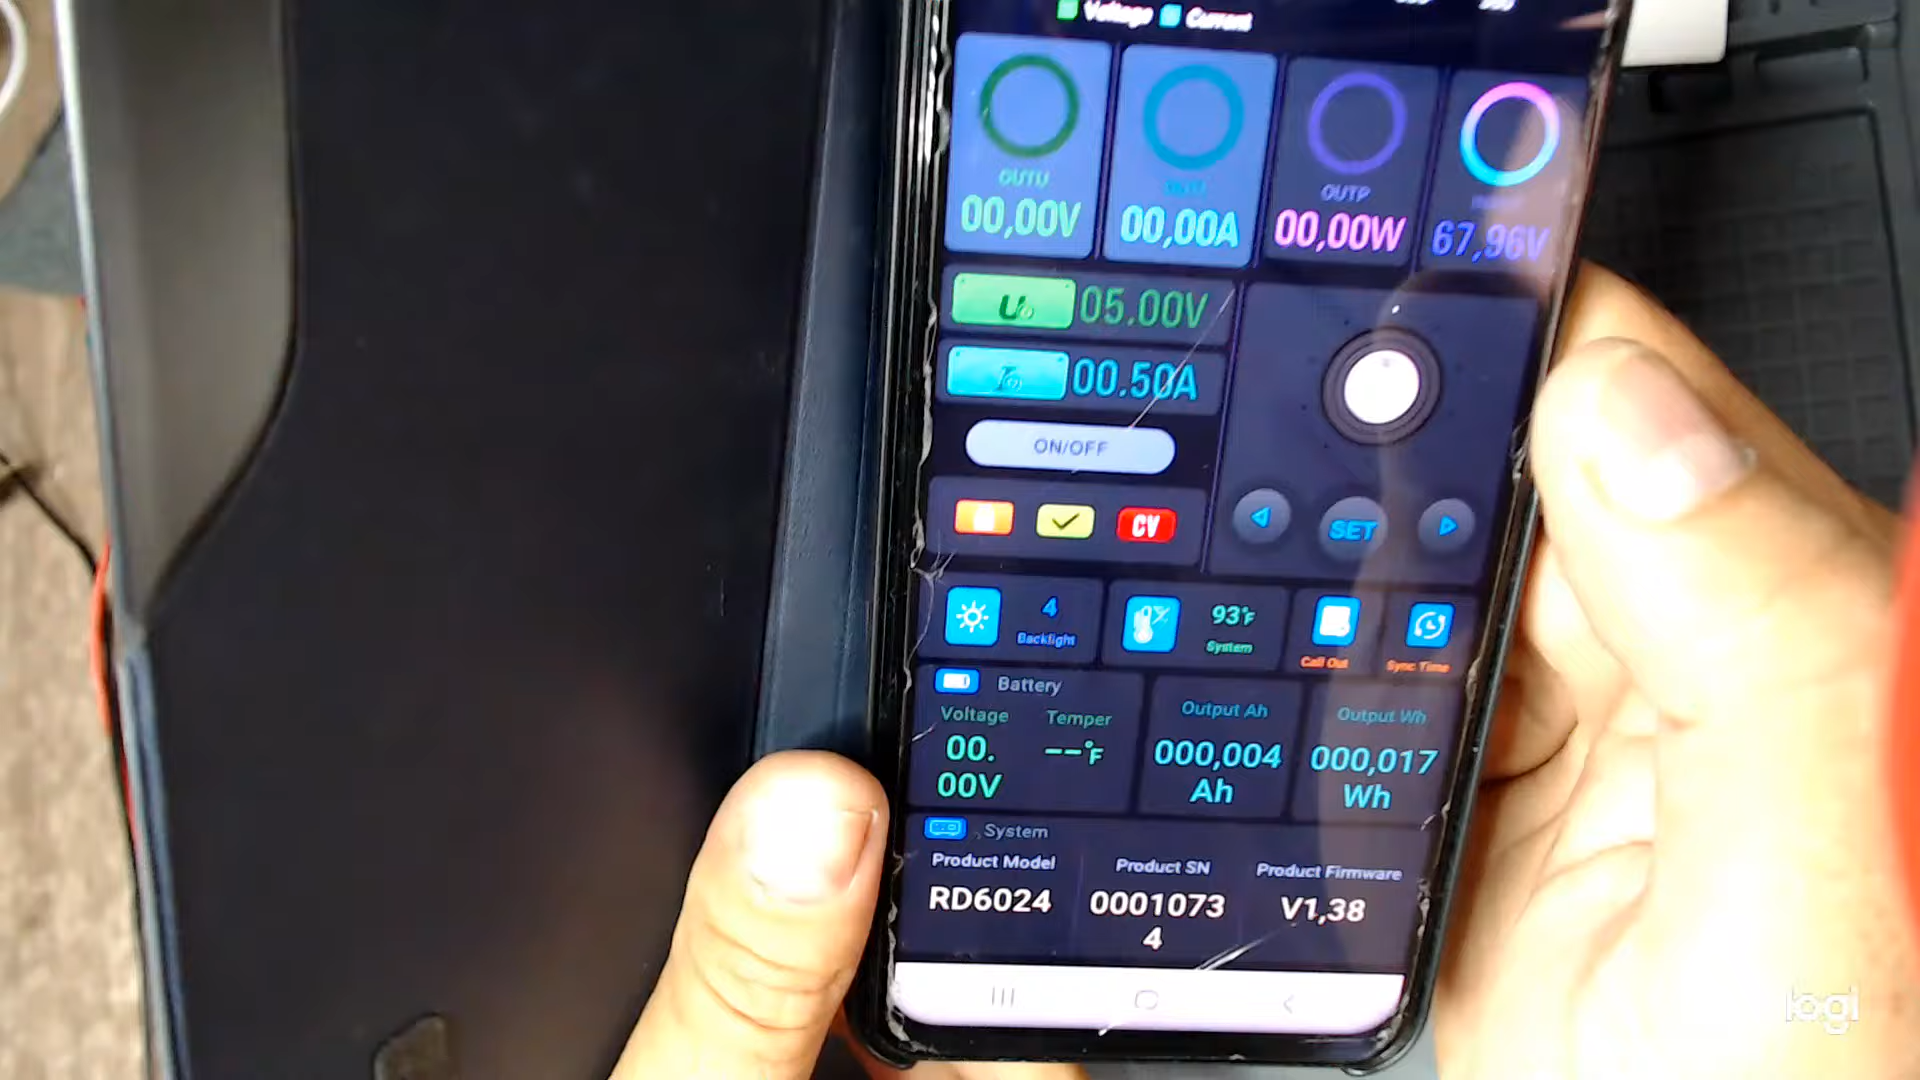 Voltage Current
OUTU
00,00V
00,00A
OUTP
00,00W
67,96V
05.00V
00.50A
ON/OFF
CV
SET
4
Backlight
93°F
System
Call Out
Sync Time
Battery
Voltage
00.
00V
Temper
--°F
Output Ah
000,004
Ah
Output Wh
000,017
Wh
System
Product Model
RD6024
Product SN
0001073
4
Product Firmware
V1,38
logi